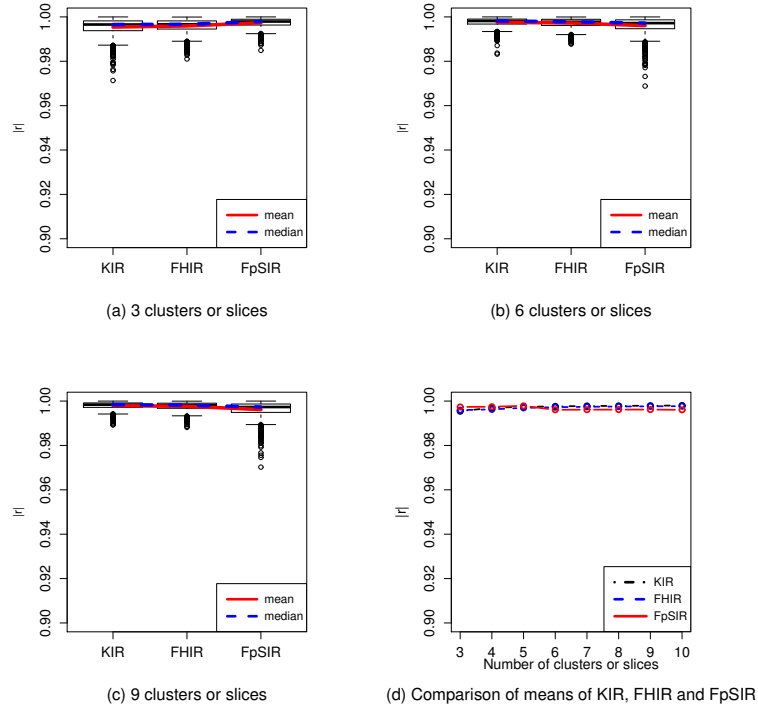 |r|
1.00
0.98
0.96
0.94
0.92
0.90
mean
median
KIR FHIR FpSIR
(a) 3 clusters or slices
|r|
1.00
0.98
0.96
0.94
0.92
0.90
mean
median
KIR FHIR FpSIR
(b) 6 clusters or slices
|r|
1.00
0.98
0.96
0.94
0.92
0.90
mean
median
KIR FHIR FpSIR
(c) 9 clusters or slices
|r|
1.00
0.98
0.96
0.94
0.92
0.90
KIR
FHIR
FpSIR
3 4 5 6 7 8 9 10
Number of clusters or slices
(d) Comparison of means of KIR, FHIR and FpSIR